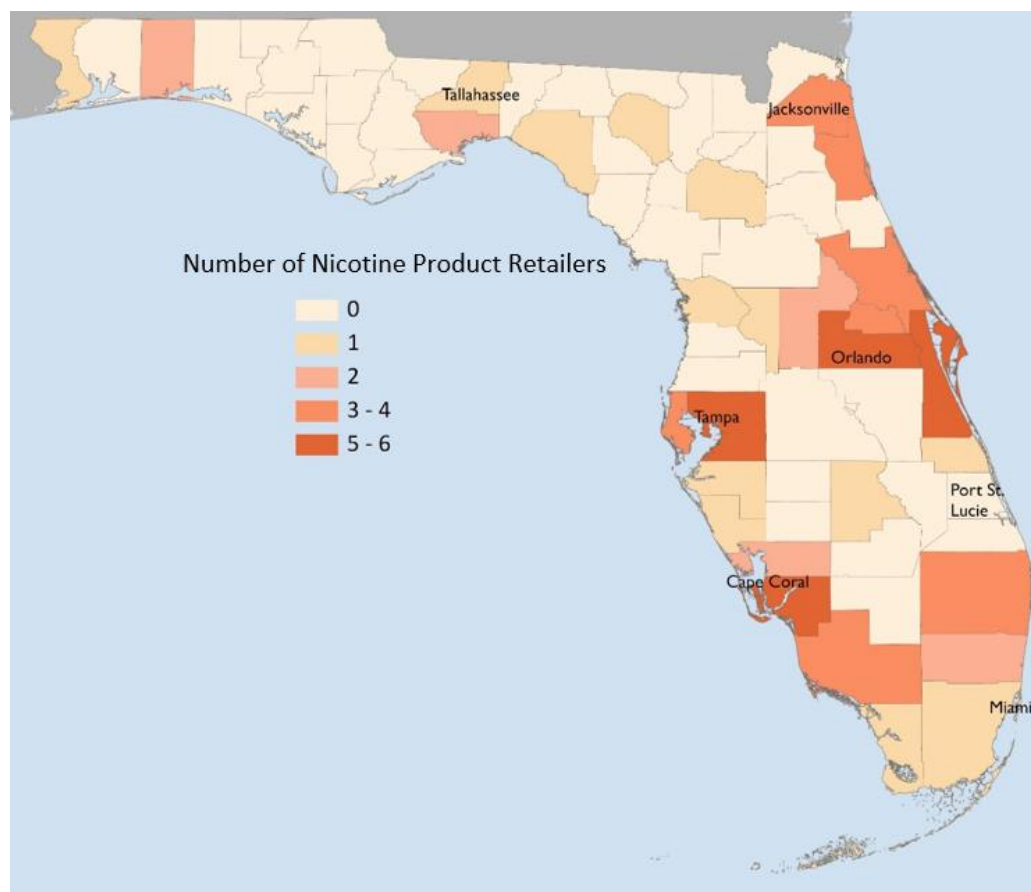 Tallahassee
Jacksonville
Number of Nicotine Product Retailers
0
1
2
3 - 4
5 - 6
Orlando
Tampa
Port St.
Lucie
Cape Coral
Miami